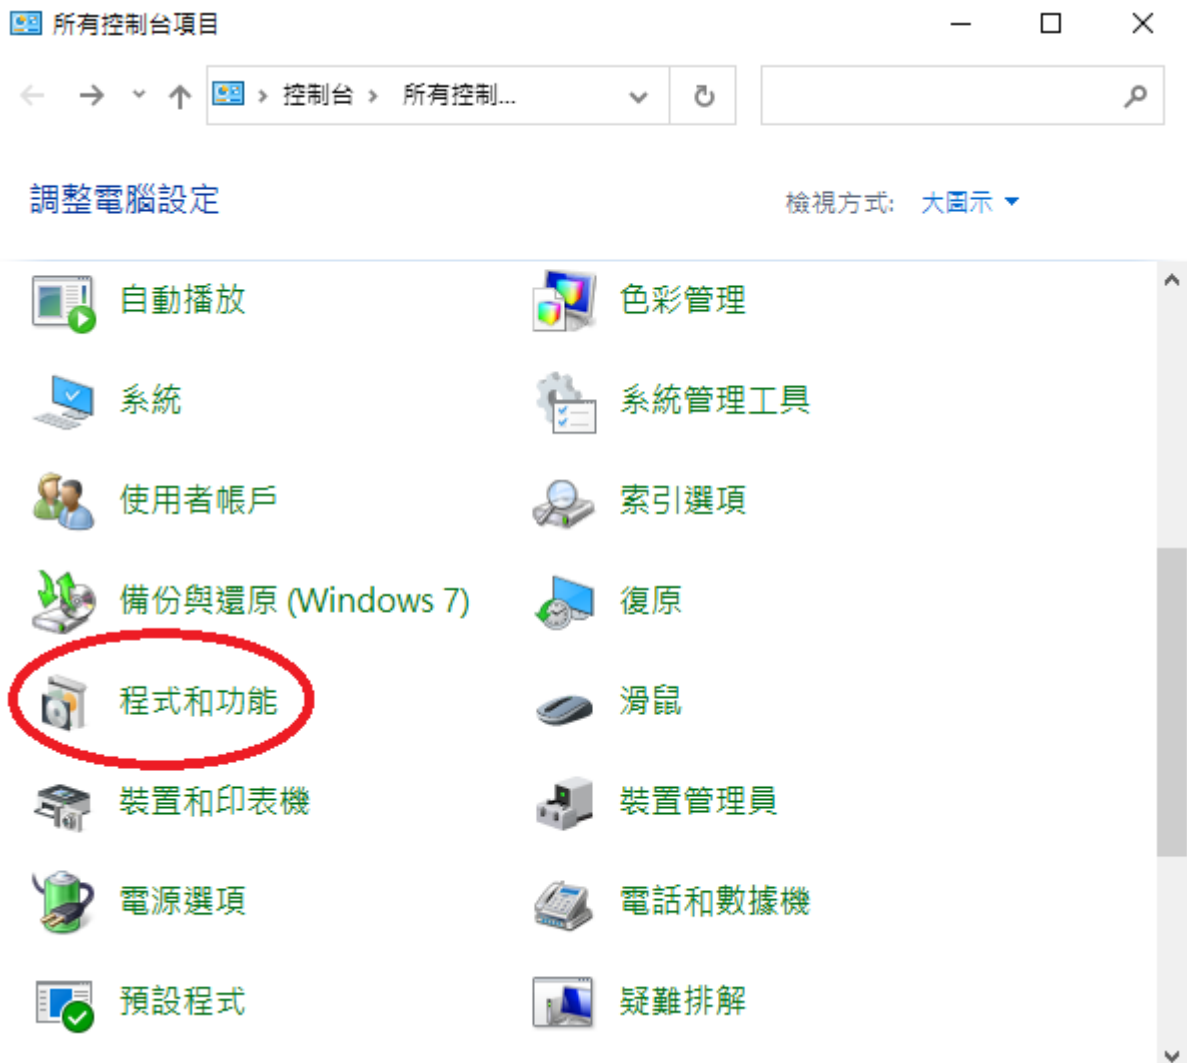 所有控制台項目
控制台 所有控制...
調整電腦設定
檢視方式: 大圖示
自動播放 色彩管理
系統 系統管理工具
使用者帳戶 索引選項
備份與還原 (Windows 7) 復原
程式和功能 滑鼠
裝置和印表機 裝置管理員
電源選項 電話和數據機
預設程式 疑難排解